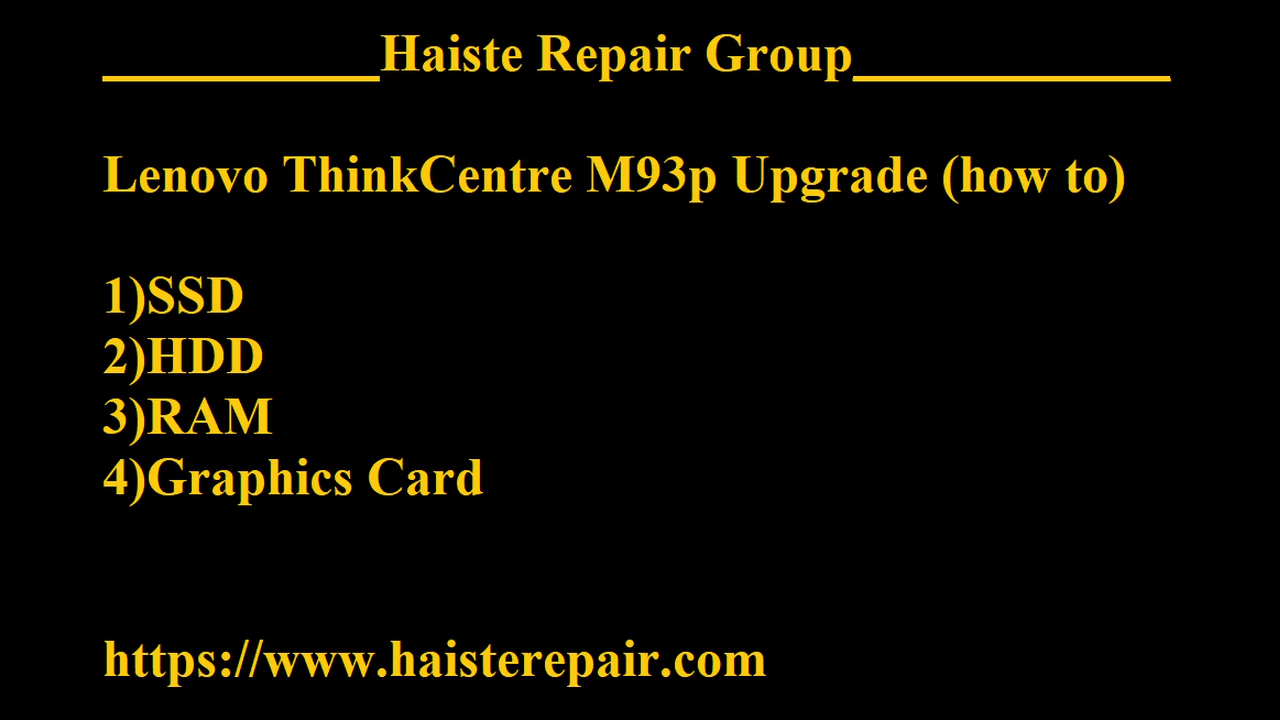 __________Haiste Repair Group___________
Lenovo ThinkCentre M93p Upgrade (how to)
1)SSD
2)HDD
3)RAM
4)Graphics Card
https://www.haisterepair.com